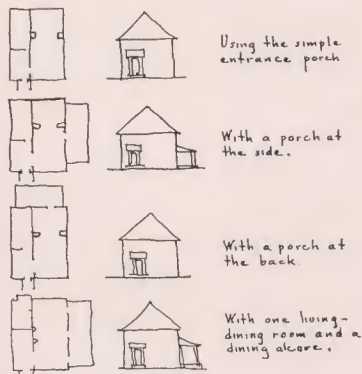 Using the simple
entrance porch
With a porch at
the side.
With a porch at
the back.
With one living-
dining room and a
dining alcove.